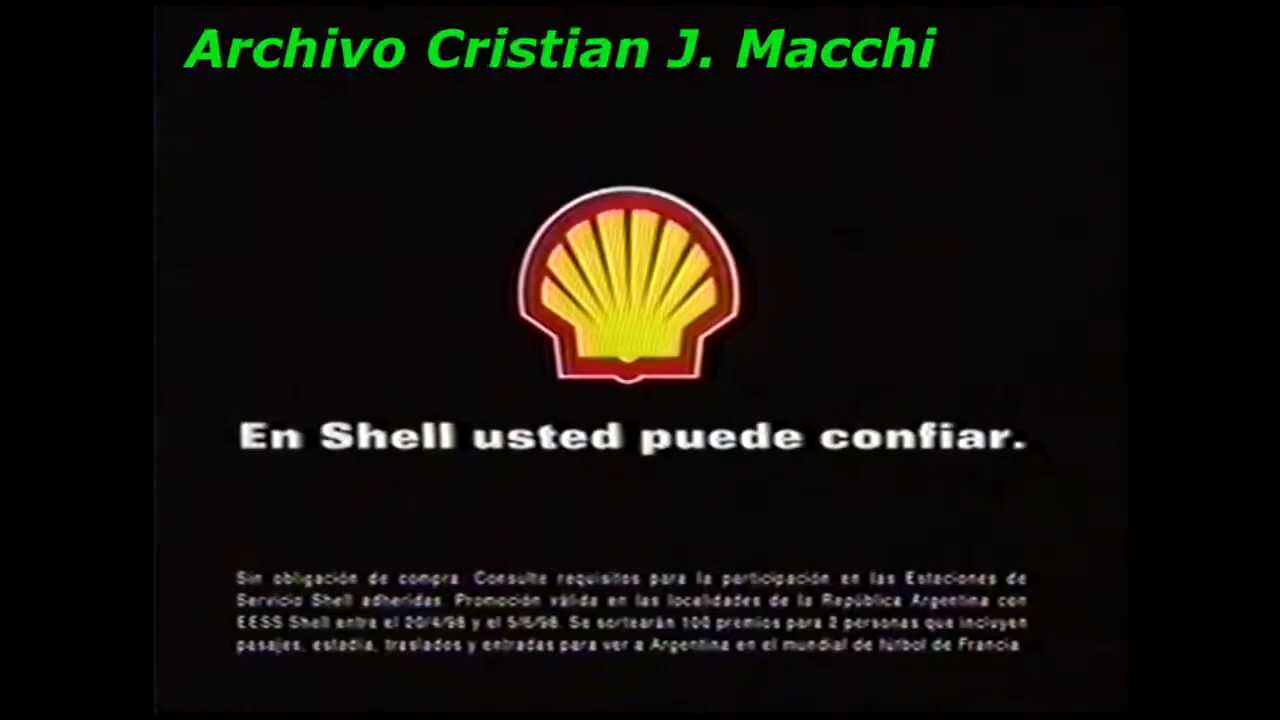 Archivo Cristian J. Macchi
En Shell usted puede confiar.
Sin obligación de compra. Consulte requisitos para la participación en las Estaciones de
Servicio Shell adheridas. Promoción válida en las localidades de la República Argentina con
EESS Shell entre el 20/4/98 y el 5/6/98. Se sortearán 100 premios para 2 personas que incluyen
pasajes, estadía, traslados y entradas para ver a Argentina en el mundial de fútbol de Francia.